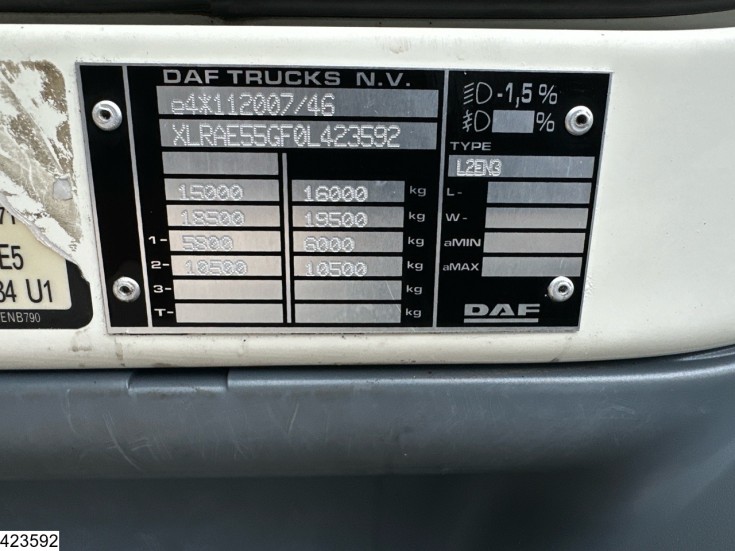 DAF TRUCKS N.V.
e4*112007/46
XLRAE55GF0L423592
15000 16000 kg
18500 19500 kg
1- 5800 6000 kg
2- 10500 10500 kg
3- kg
T- kg
-1,5%
%
TYPE
L2EN3
L-
W-
aMIN
aMAX
DAF
71
E5
34 U1
ENB790
423592